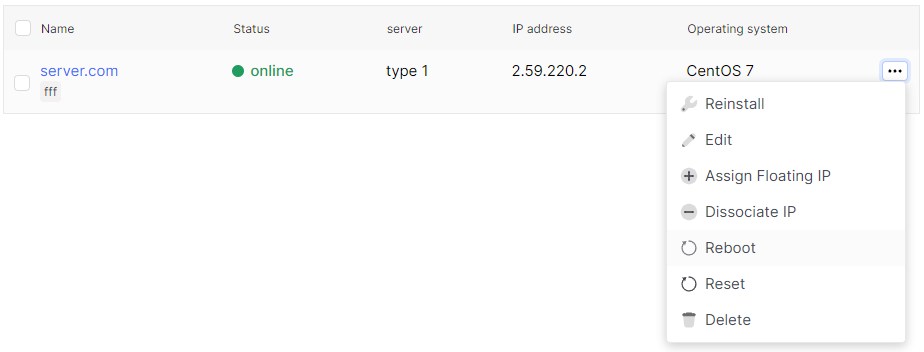 Name Status server IP address Operating system
server.com online type 1 2.59.220.2 CentOS 7
fff
Reinstall
Edit
Assign Floating IP
Dissociate IP
Reboot
Reset
Delete